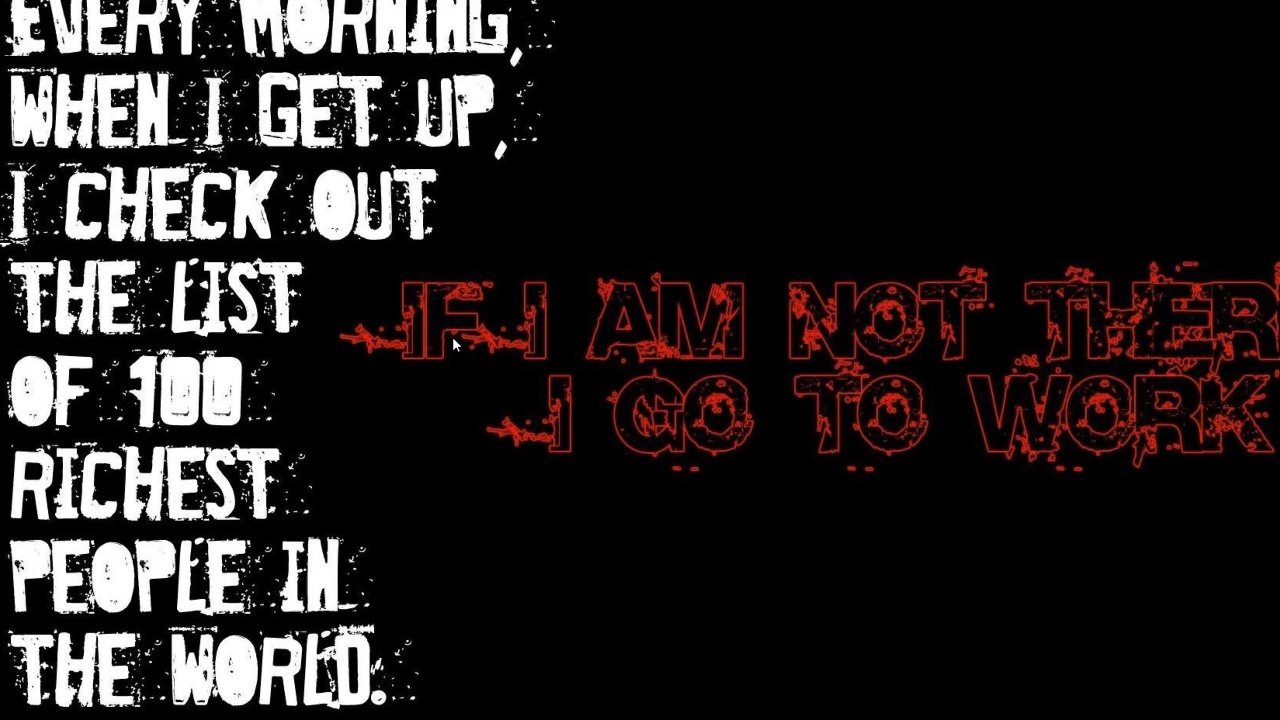 EVERY MORNING,
WHEN I GET UP,
I CHECK OUT
THE LIST
OF 100
RICHEST
PEOPLE IN
THE WORLD.
IF I AM NOT THER
I GO TO WORK